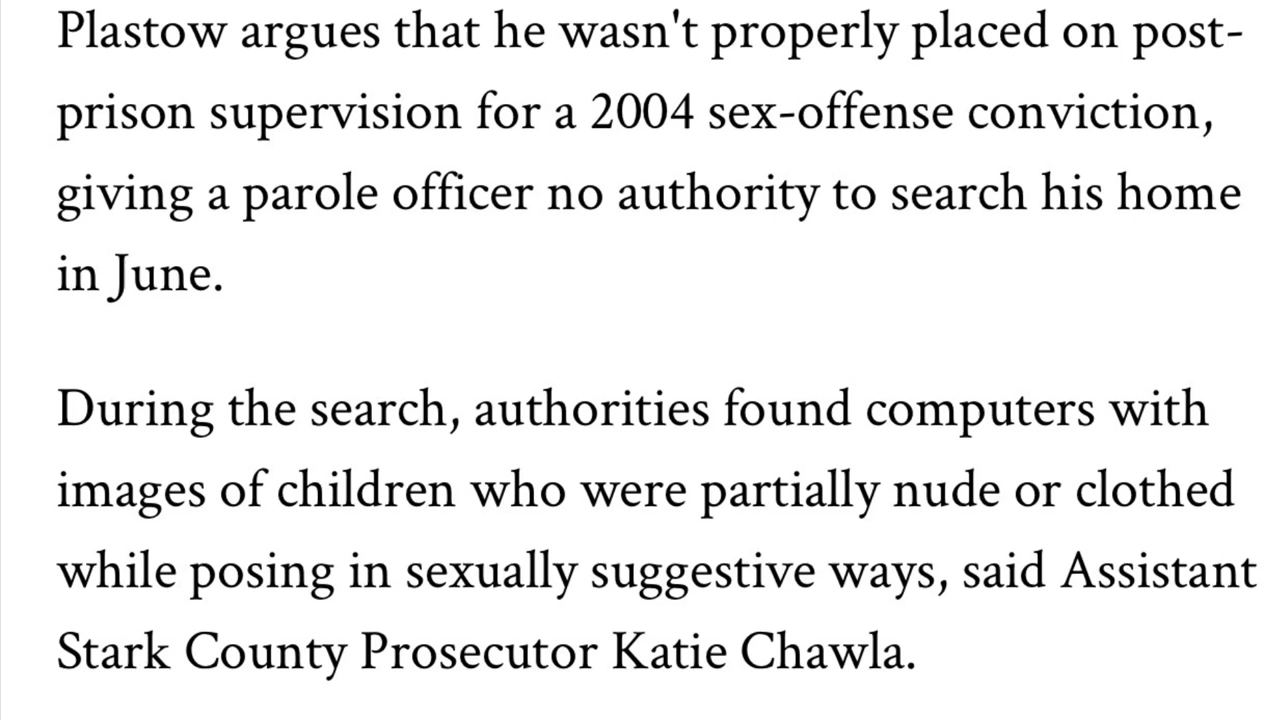 Plastow argues that he wasn't properly placed on post-
prison supervision for a 2004 sex-offense conviction,
giving a parole officer no authority to search his home
in June.
During the search, authorities found computers with
images of children who were partially nude or clothed
while posing in sexually suggestive ways, said Assistant
Stark County Prosecutor Katie Chawla.